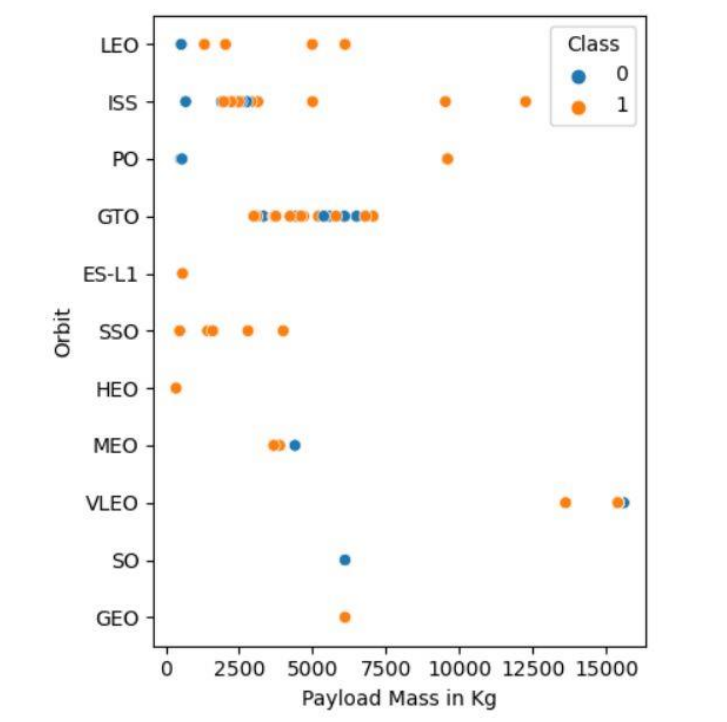 Class
0
1
LEO
ISS
PO
GTO
ES-L1
SSO
HEO
MEO
VLEO
SO
GEO
Orbit
0 2500 5000 7500 10000 12500 15000
Payload Mass in Kg